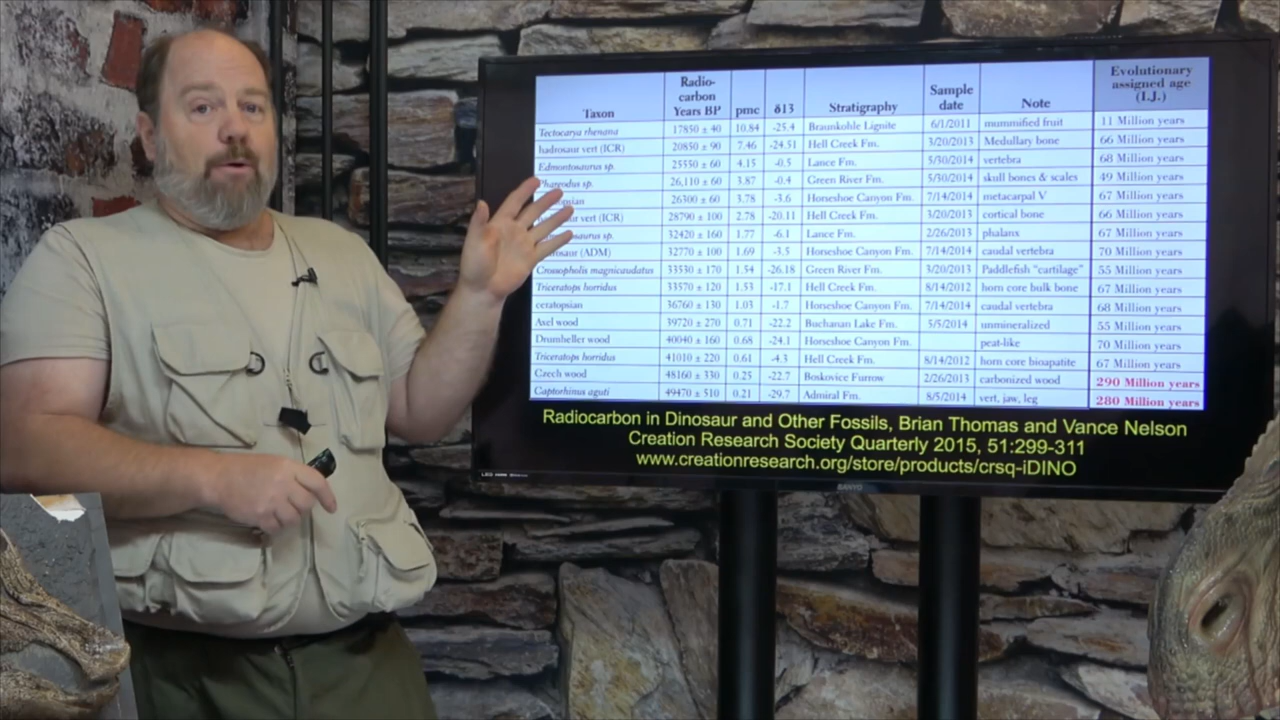 Taxon Radio-carbon Years BP pmc δ13 Stratigraphy Sample date Note Evolutionary assigned age (I.J.)
Tectocarya rhenana 17850 ± 40 10.84 -25.4 Braunkohle Lignite 6/1/2011 mummified fruit 11 Million years
hadrosaur vert (ICR) 20850 ± 90 7.46 -24.51 Hell Creek Fm. 3/20/2013 Medullary bone 66 Million years
Edmontosaurus sp. 25550 ± 60 4.15 -0.5 Lance Fm. 5/30/2014 vertebra 68 Million years
Phareodus sp. 26,110 ± 60 3.87 -0.4 Green River Fm. 5/30/2014 skull bones & scales 49 Million years
26300 ± 60 3.78 -3.6 Horseshoe Canyon Fm. 7/14/2014 metacarpal V 67 Million years
vert (ICR) 28790 ± 100 2.78 -20.11 Hell Creek Fm. 3/20/2013 cortical bone 66 Million years
sp. 32420 ± 160 1.77 -6.1 Lance Fm. 2/26/2013 phalanx 67 Million years
(ADM) 32770 ± 100 1.69 -3.5 Horseshoe Canyon Fm. 7/14/2014 caudal vertebra 70 Million years
Crossopholis magnicaudatus 33530 ± 170 1.54 -26.18 Green River Fm. 3/20/2013 Paddlefish "cartilage" 55 Million years
Triceratops horridus 33570 ± 120 1.53 -17.1 Hell Creek Fm. 8/14/2012 horn core bulk bone 67 Million years
ceratopsian 36760 ± 130 1.03 -1.7 Horseshoe Canyon Fm. 7/14/2014 caudal vertebra 68 Million years
Axel wood 39720 ± 270 0.71 -22.2 Buchanan Lake Fm. 5/5/2014 unmineralized 55 Million years
Drumheller wood 40040 ± 160 0.68 -24.1 Horseshoe Canyon Fm. peat-like 70 Million years
Triceratops horridus 41010 ± 220 0.61 -4.3 Hell Creek Fm. 8/14/2012 horn core bioapatite 67 Million years
Czech wood 48160 ± 330 0.25 -22.7 Boskovice Furrow 2/26/2013 carbonized wood 290 Million years
Captorhinus aguti 49470 ± 510 0.21 -29.7 Admiral Fm. 8/5/2014 vert, jaw, leg 280 Million years
Radiocarbon in Dinosaur and Other Fossils, Brian Thomas and Vance Nelson
Creation Research Society Quarterly 2015, 51:299-311
www.creationresearch.org/store/products/crsq-iDINO
SANYO